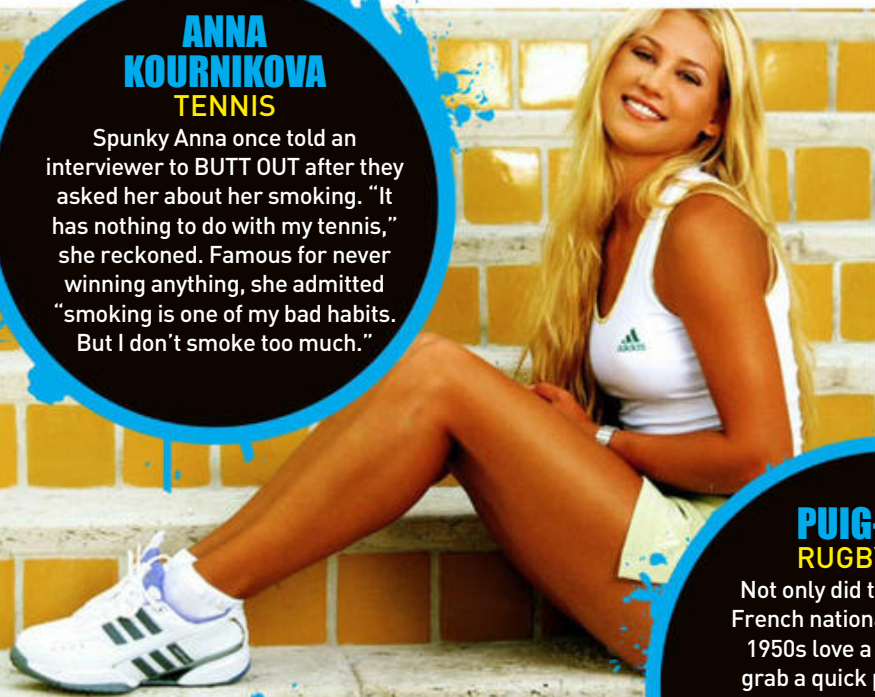 ANNA
KOURNIKOVA
TENNIS
Spunky Anna once told an
interviewer to BUTT OUT after they
asked her about her smoking. “It
has nothing to do with my tennis,”
she reckoned. Famous for never
winning anything, she admitted
“smoking is one of my bad habits.
But I don’t smoke too much.”
adidas
PUIG-
RUGBY
Not only did
French
1950s love a
grab a quick